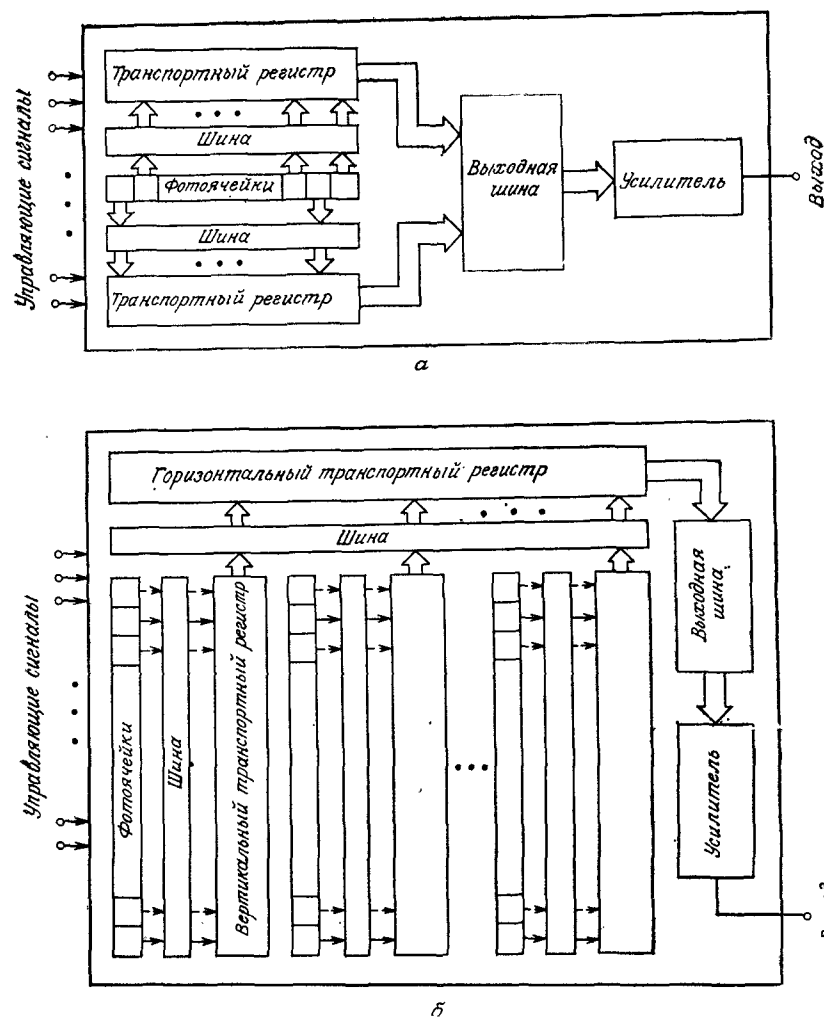 Управляющие сигналы
Транспортный регистр
Шина
Фотоячейки
Шина
Транспортный регистр
Выходная
шина
Усилитель
Выход
а
Управляющие сигналы
Горизонтальный транспортный регистр
Шина
Фотоячейки
Шина
Вертикальный транспортный регистр
Выходная
шина
Усилитель
б